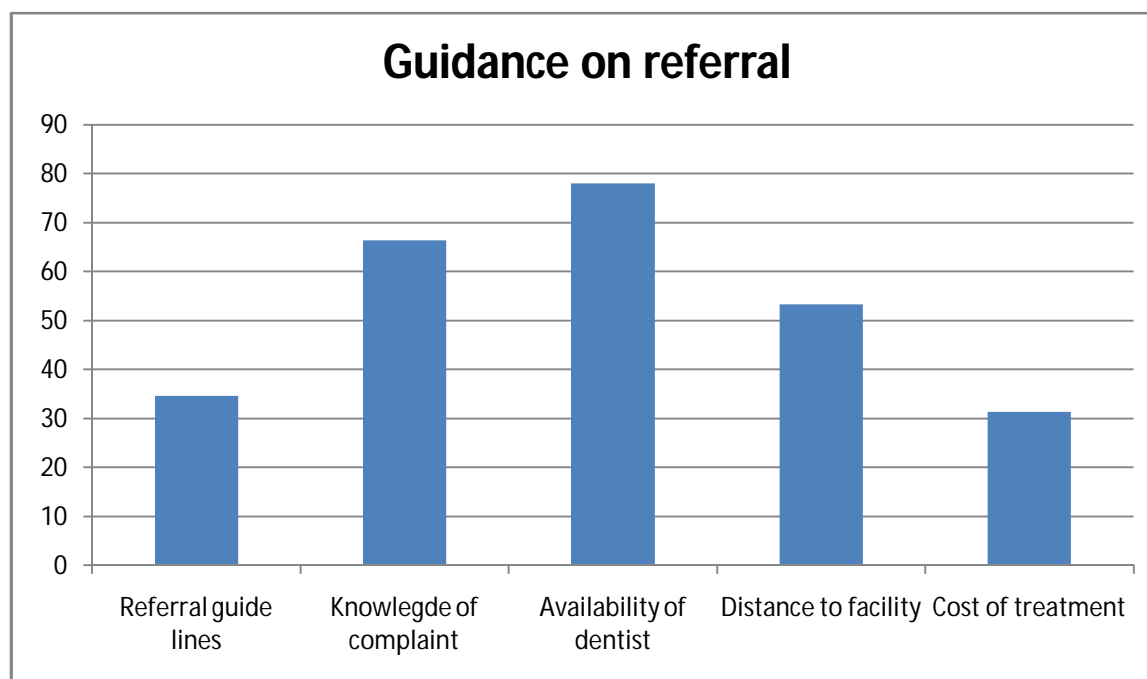 Guidance on referral
90
80
70
60
50
40
30
20
10
0
Referral guide
lines
Knowlegde of
complaint
Availability of
dentist
Distance to facility
Cost of treatment